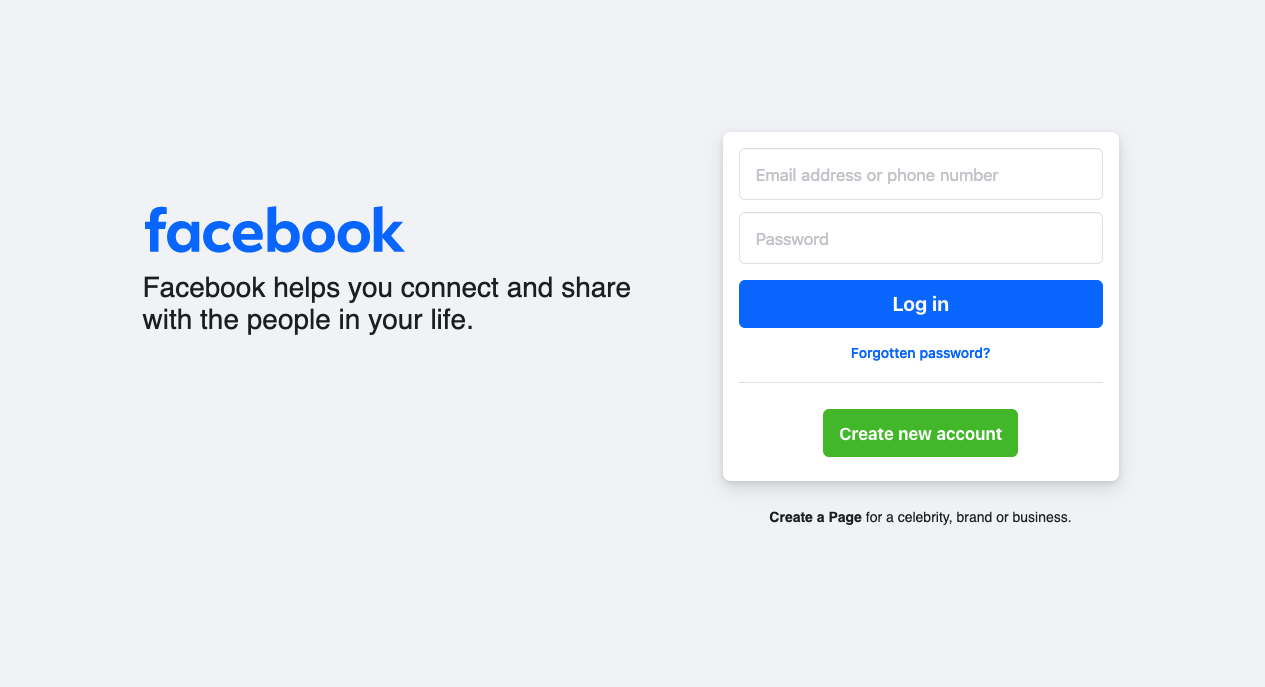 facebook
Facebook helps you connect and share
with the people in your life.
Email address or phone number
Password
Log in
Forgotten password?
Create new account
Create a Page for a celebrity, brand or business.